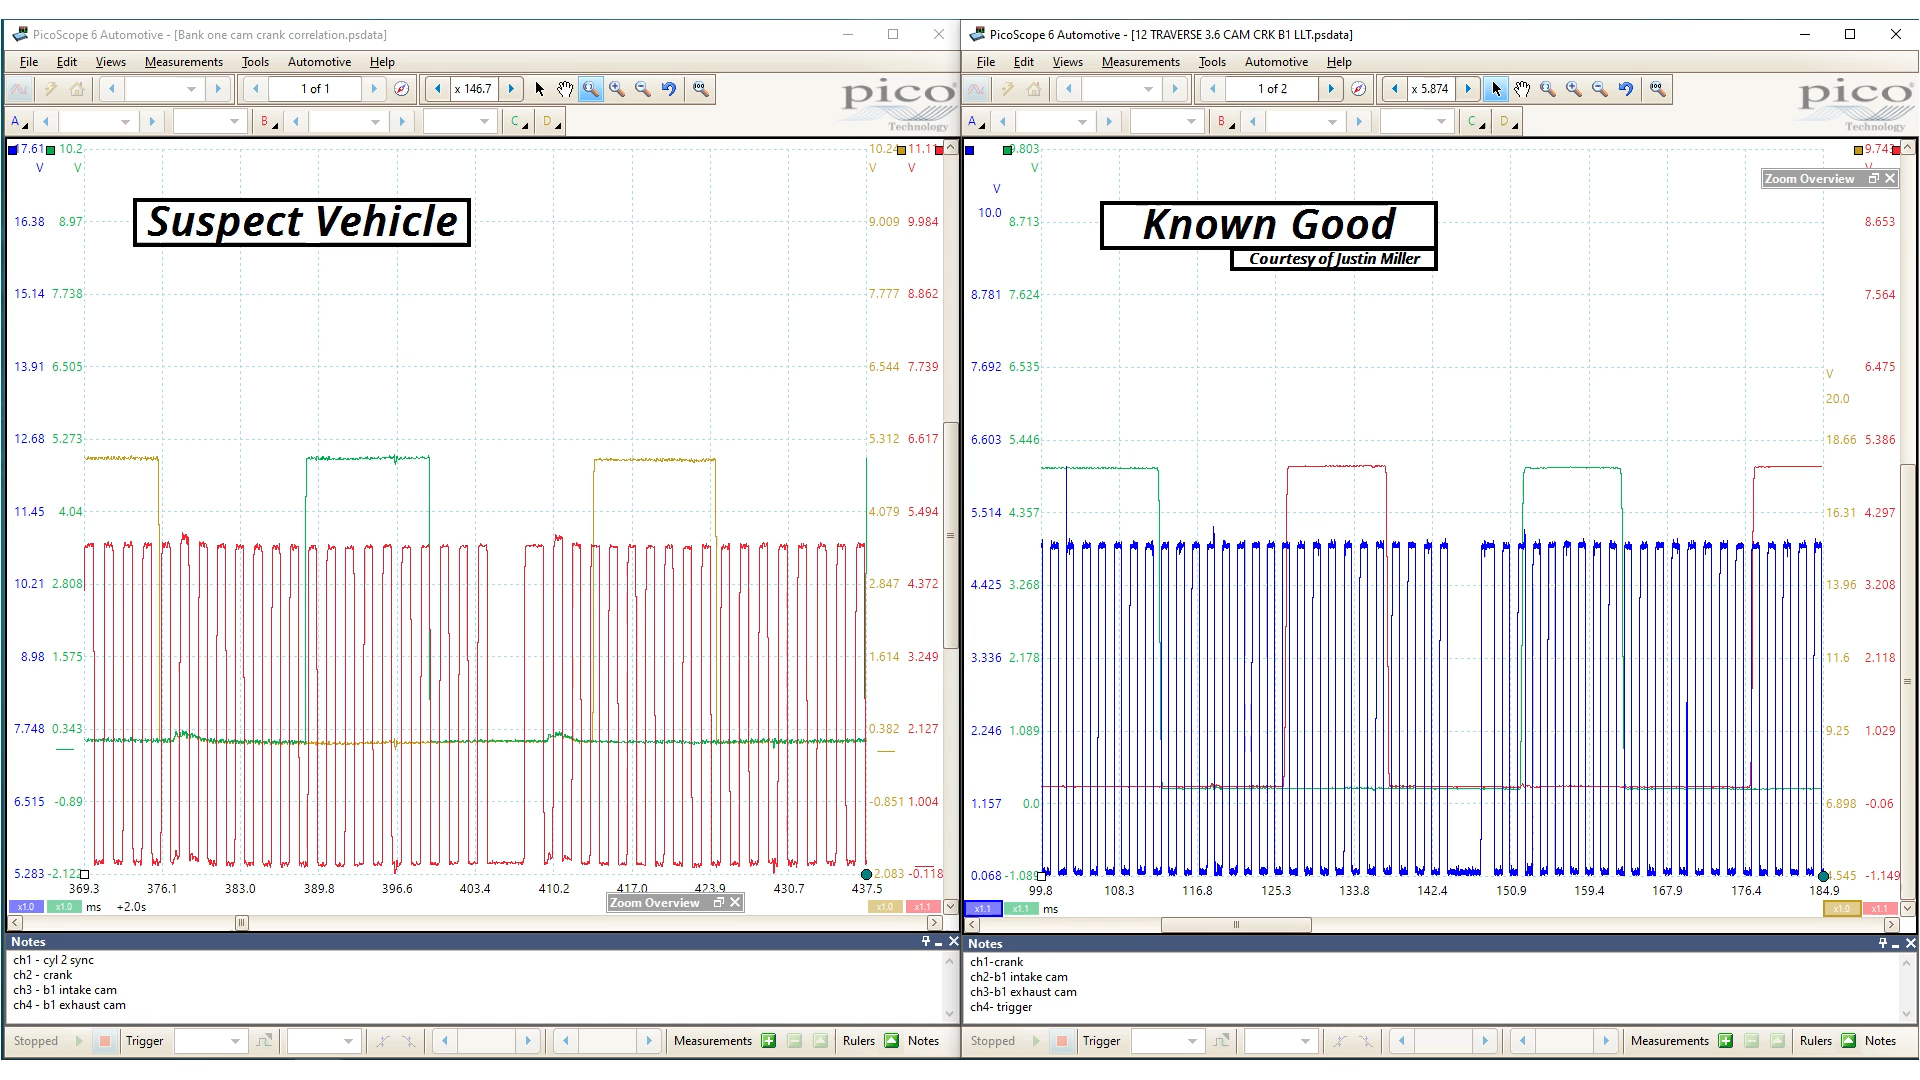 PicoScope 6 Automotive - [Bank one cam crank correlation.psdata]
File Edit Views Measurements Tools Automotive Help
1 of 1 x 146.7
pico
Technology
A B C D
17.61 10.2 10.24 11.11
V V V V
Suspect Vehicle
16.38 8.97 9.009 9.984
15.14 7.738 7.777 8.862
13.91 6.505 6.544 7.739
12.68 5.273 5.312 6.617
11.45 4.04 4.079 5.494
10.21 2.808 2.847 4.372
8.98 1.575 1.614 3.249
7.748 0.343 0.382 2.127
6.515 -0.89 -0.851 1.004
5.283 -2.122 2.083 -0.118
369.3 376.1 383.0 389.8 396.6 403.4 410.2 417.0 423.9 430.7 437.5
Zoom Overview
x1.0 x1.0 ms +2.0s x1.0 x1.1
Notes
ch1 - cyl 2 sync
ch2 - crank
ch3 - b1 intake cam
ch4 - b1 exhaust cam
Stopped Trigger Measurements Rulers Notes
PicoScope 6 Automotive - [12 TRAVERSE 3.6 CAM CRK B1 LLT.psdata]
File Edit Views Measurements Tools Automotive Help
1 of 2 x 5.874
pico
Technology
A B C D
9.803 9.743
V V
Zoom Overview
V
10.0 8.713 8.653
Known Good
Courtesy of Justin Miller
8.781 7.624 7.564
7.692 6.535 6.475
V
20.0
6.603 5.446 18.66 5.386
5.514 4.357 16.31 4.297
4.425 3.268 13.96 3.208
3.336 2.178 11.6 2.118
2.246 1.089 9.25 1.029
1.157 0.0 6.898 -0.06
0.068 -1.089 4.545 -1.149
99.8 108.3 116.8 125.3 133.8 142.4 150.9 159.4 167.9 176.4 184.9
x1.1 x1.1 ms x1.0 x1.1
Notes
ch1-crank
ch2-b1 intake cam
ch3-b1 exhaust cam
ch4- trigger
Stopped Trigger Measurements Rulers Notes